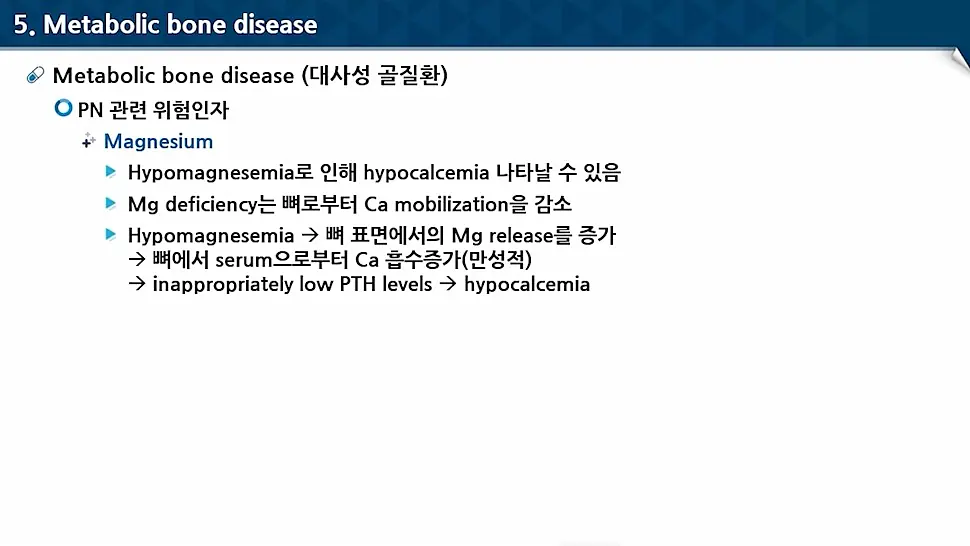 5. Metabolic bone disease
Metabolic bone disease (대사성 골질환)
PN 관련 위험인자
Magnesium
Hypomagnesemia로 인해 hypocalcemia 나타날 수 있음
Mg deficiency는 뼈로부터 Ca mobilization을 감소
Hypomagnesemia → 뼈 표면에서의 Mg release를 증가
→ 뼈에서 serum으로부터 Ca 흡수증가(만성적)
→ inappropriately low PTH levels → hypocalcemia